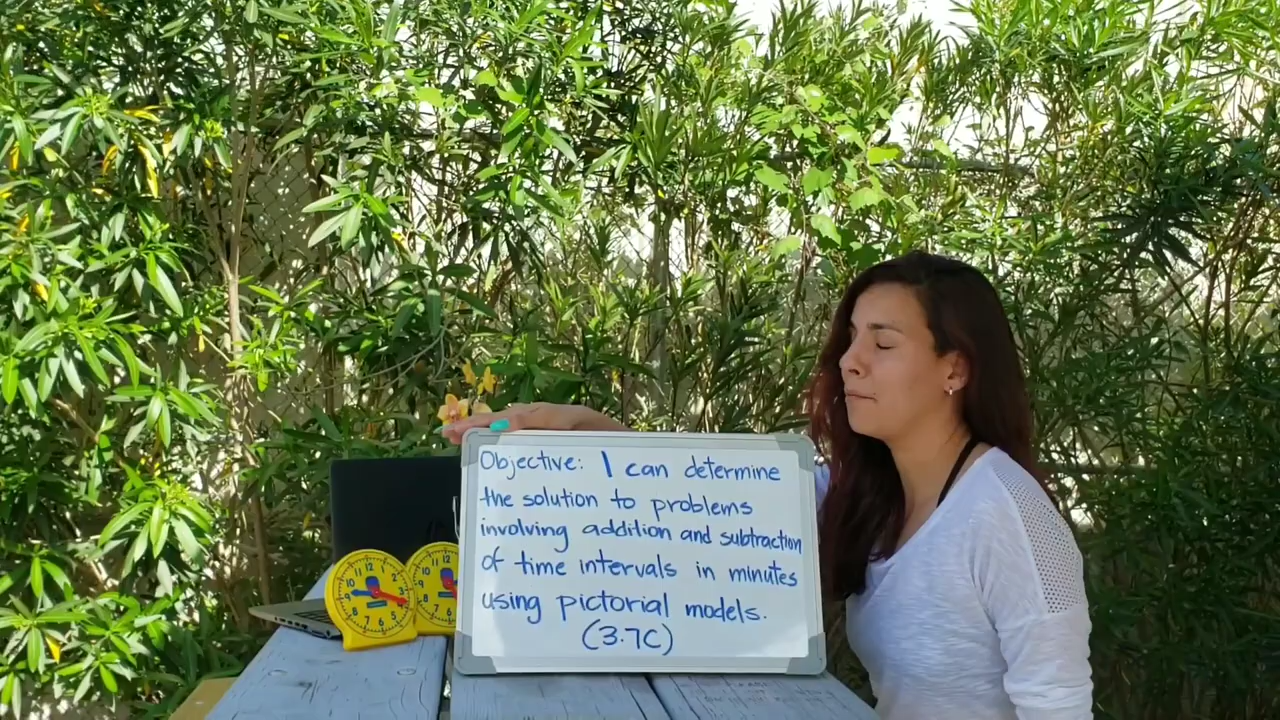 Objective: I can determine
the solution to problems
involving addition and subtraction
of time intervals in minutes
using pictorial models.
(3.7C)